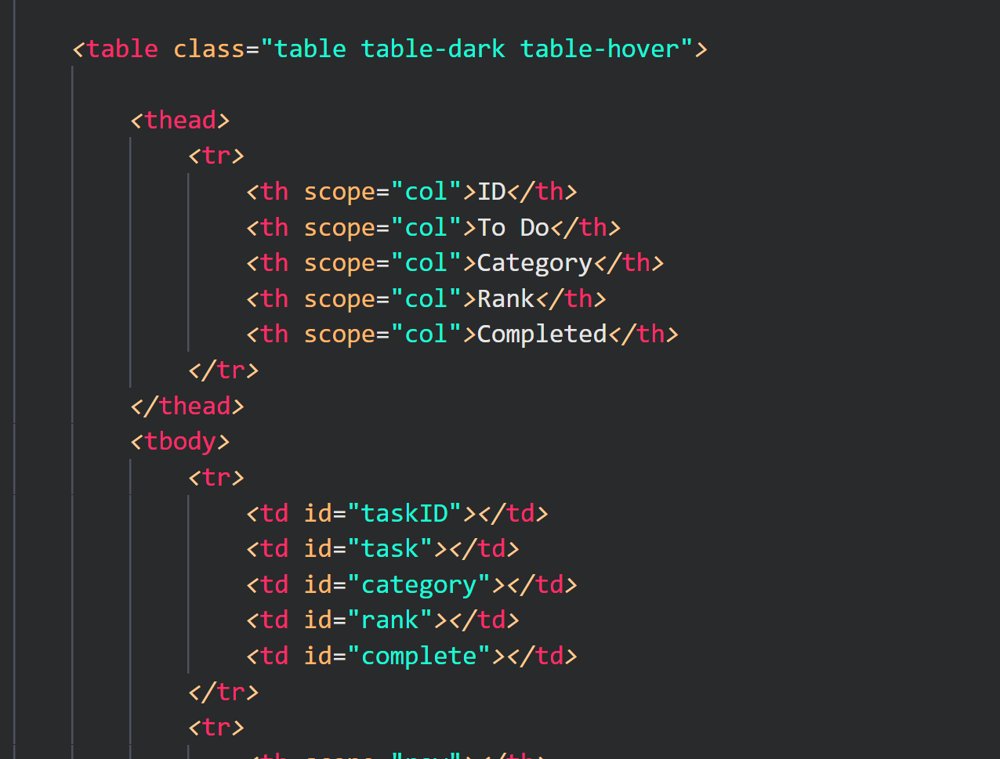 <table class="table table-dark table-hover">
<thead>
<tr>
<th scope="col">ID</th>
<th scope="col">To Do</th>
<th scope="col">Category</th>
<th scope="col">Rank</th>
<th scope="col">Completed</th>
</tr>
</thead>
<tbody>
<tr>
<td id="taskID"></td>
<td id="task"></td>
<td id="category"></td>
<td id="rank"></td>
<td id="complete"></td>
</tr>
<tr>